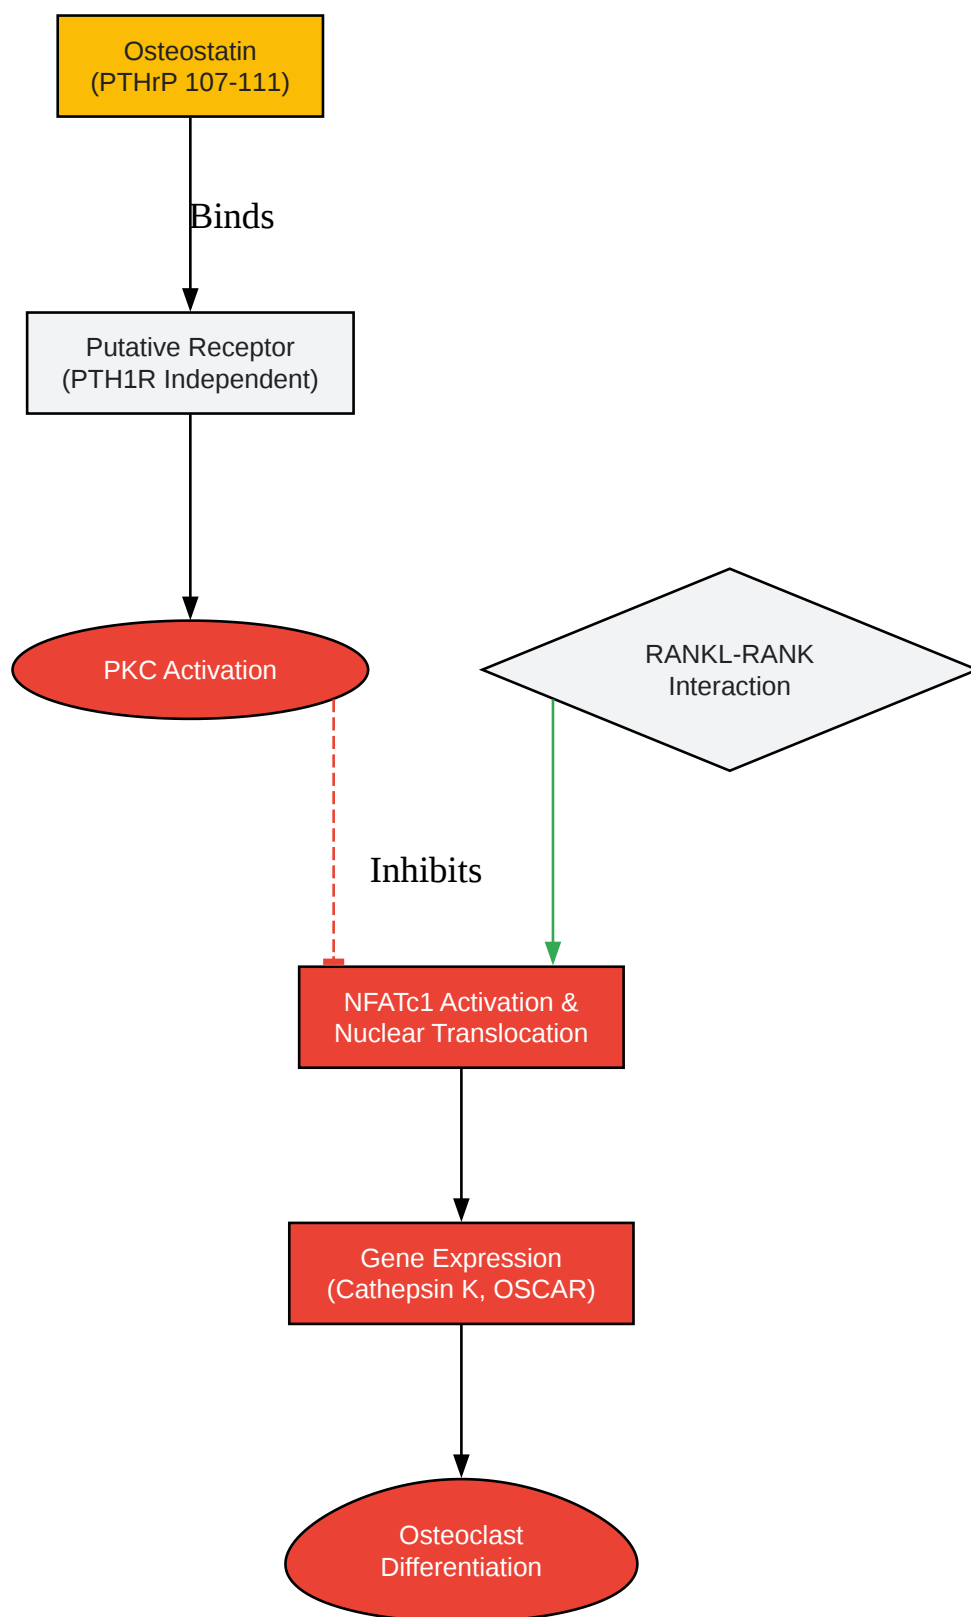 Osteostatin
(PTHrP 107-111)
Binds
Putative Receptor
(PTH1R Independent)
PKC Activation
RANKL-RANK
Interaction
Inhibits
NFATc1 Activation &
Nuclear Translocation
Gene Expression
(Cathepsin K, OSCAR)
Osteoclast
Differentiation